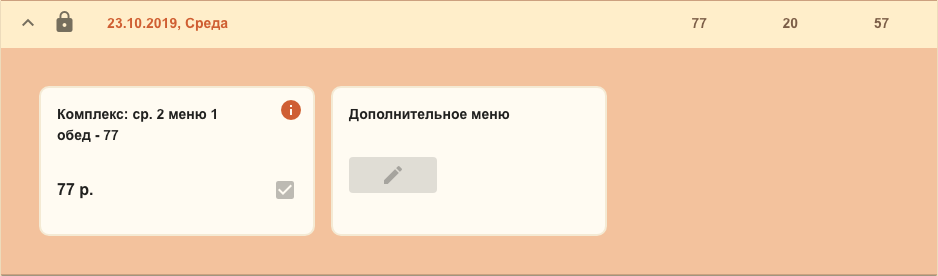 23.10.2019, Среда 77 20 57
Комплекс: ср. 2 меню 1
обед - 77
77 р.
Дополнительное меню